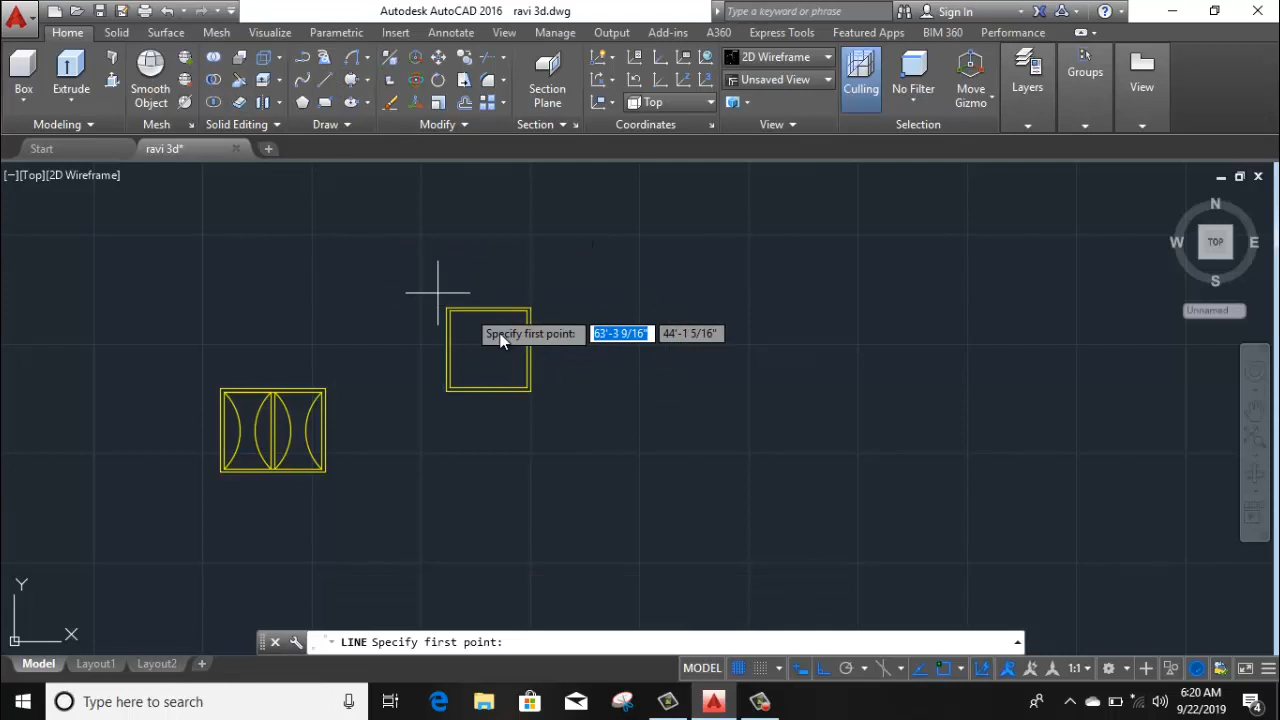 Autodesk AutoCAD 2016 ravi 3d.dwg
Type a keyword or phrase
Sign In
Home Solid Surface Mesh Visualize Parametric Insert Annotate View Manage Output Add-ins A360 Express Tools Featured Apps BIM 360 Performance
2D Wireframe
Unsaved View
Top
Box Extrude Smooth Object Section Plane Culling No Filter Move Gizmo Layers Groups View
Modeling Mesh Solid Editing Draw Modify Section Coordinates View Selection
Start ravi 3d*
[−][Top][2D Wireframe]
N
W TOP E
S
Unnamed
Specify first point: 63'-3 9/16" 44'-1 5/16"
Y
X
LINE Specify first point:
Model Layout1 Layout2
MODEL 1:1
Type here to search
6:20 AM
9/22/2019
4